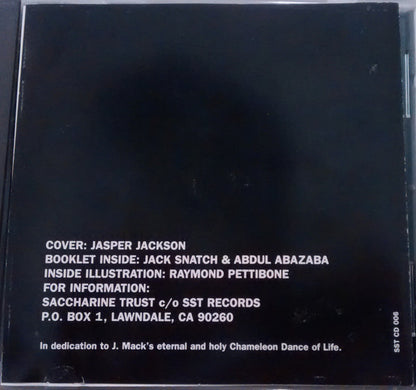 COVER: JASPER JACKSON
BOOKLET INSIDE: JACK SNATCH & ABDUL ABAZABA
INSIDE ILLUSTRATION: RAYMOND PETTIBONE
FOR INFORMATION:
SACCHARINE TRUST c/o SST RECORDS
P.O. BOX 1, LAWNDALE, CA 90260
In dedication to J. Mack's eternal and holy Chameleon Dance of Life.
SST CD 006